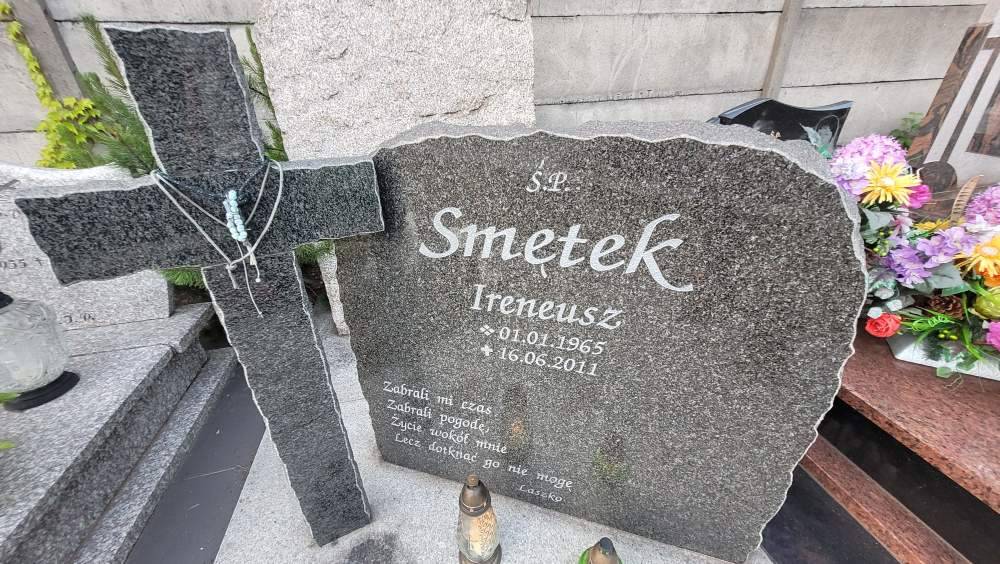 Ś.P.
Smętek
Ireneusz
01.01.1965
16.06.2011
Zabrali mi czas
Zabrali pogodę,
Życie wokół mnie
Lecz dotknąć go nie mogę
Laseko